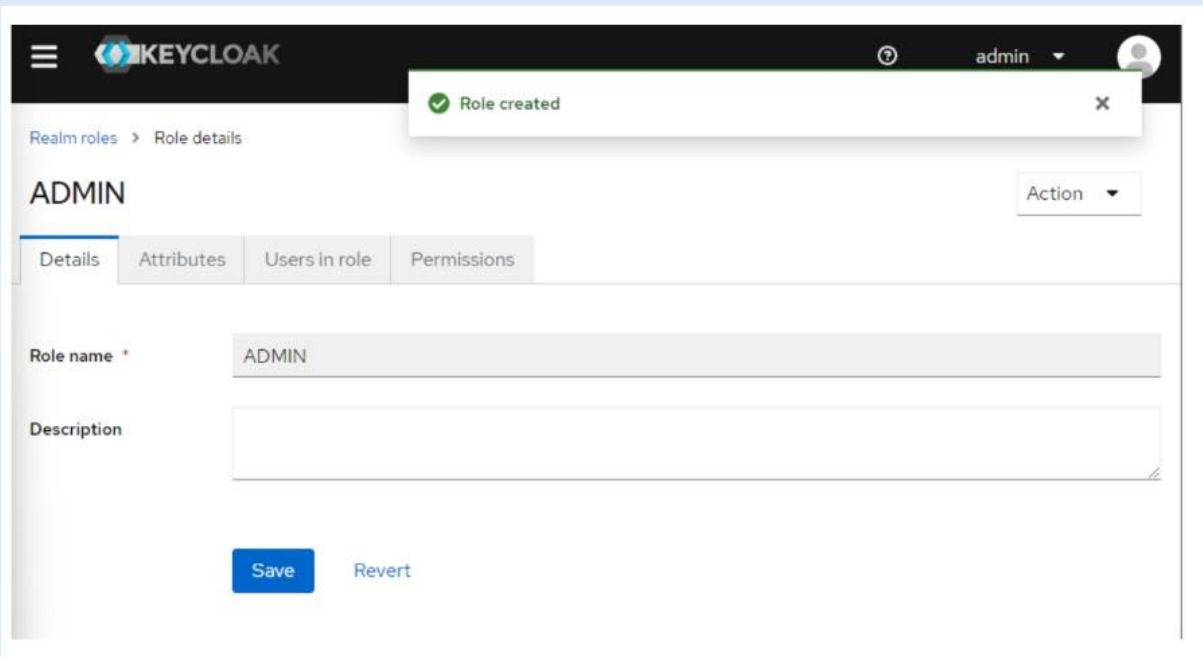 KEYCLOAK
admin
Role created
Realm roles > Role details
ADMIN
Action
Details Attributes Users in role Permissions
Role name * ADMIN
Description
Save Revert